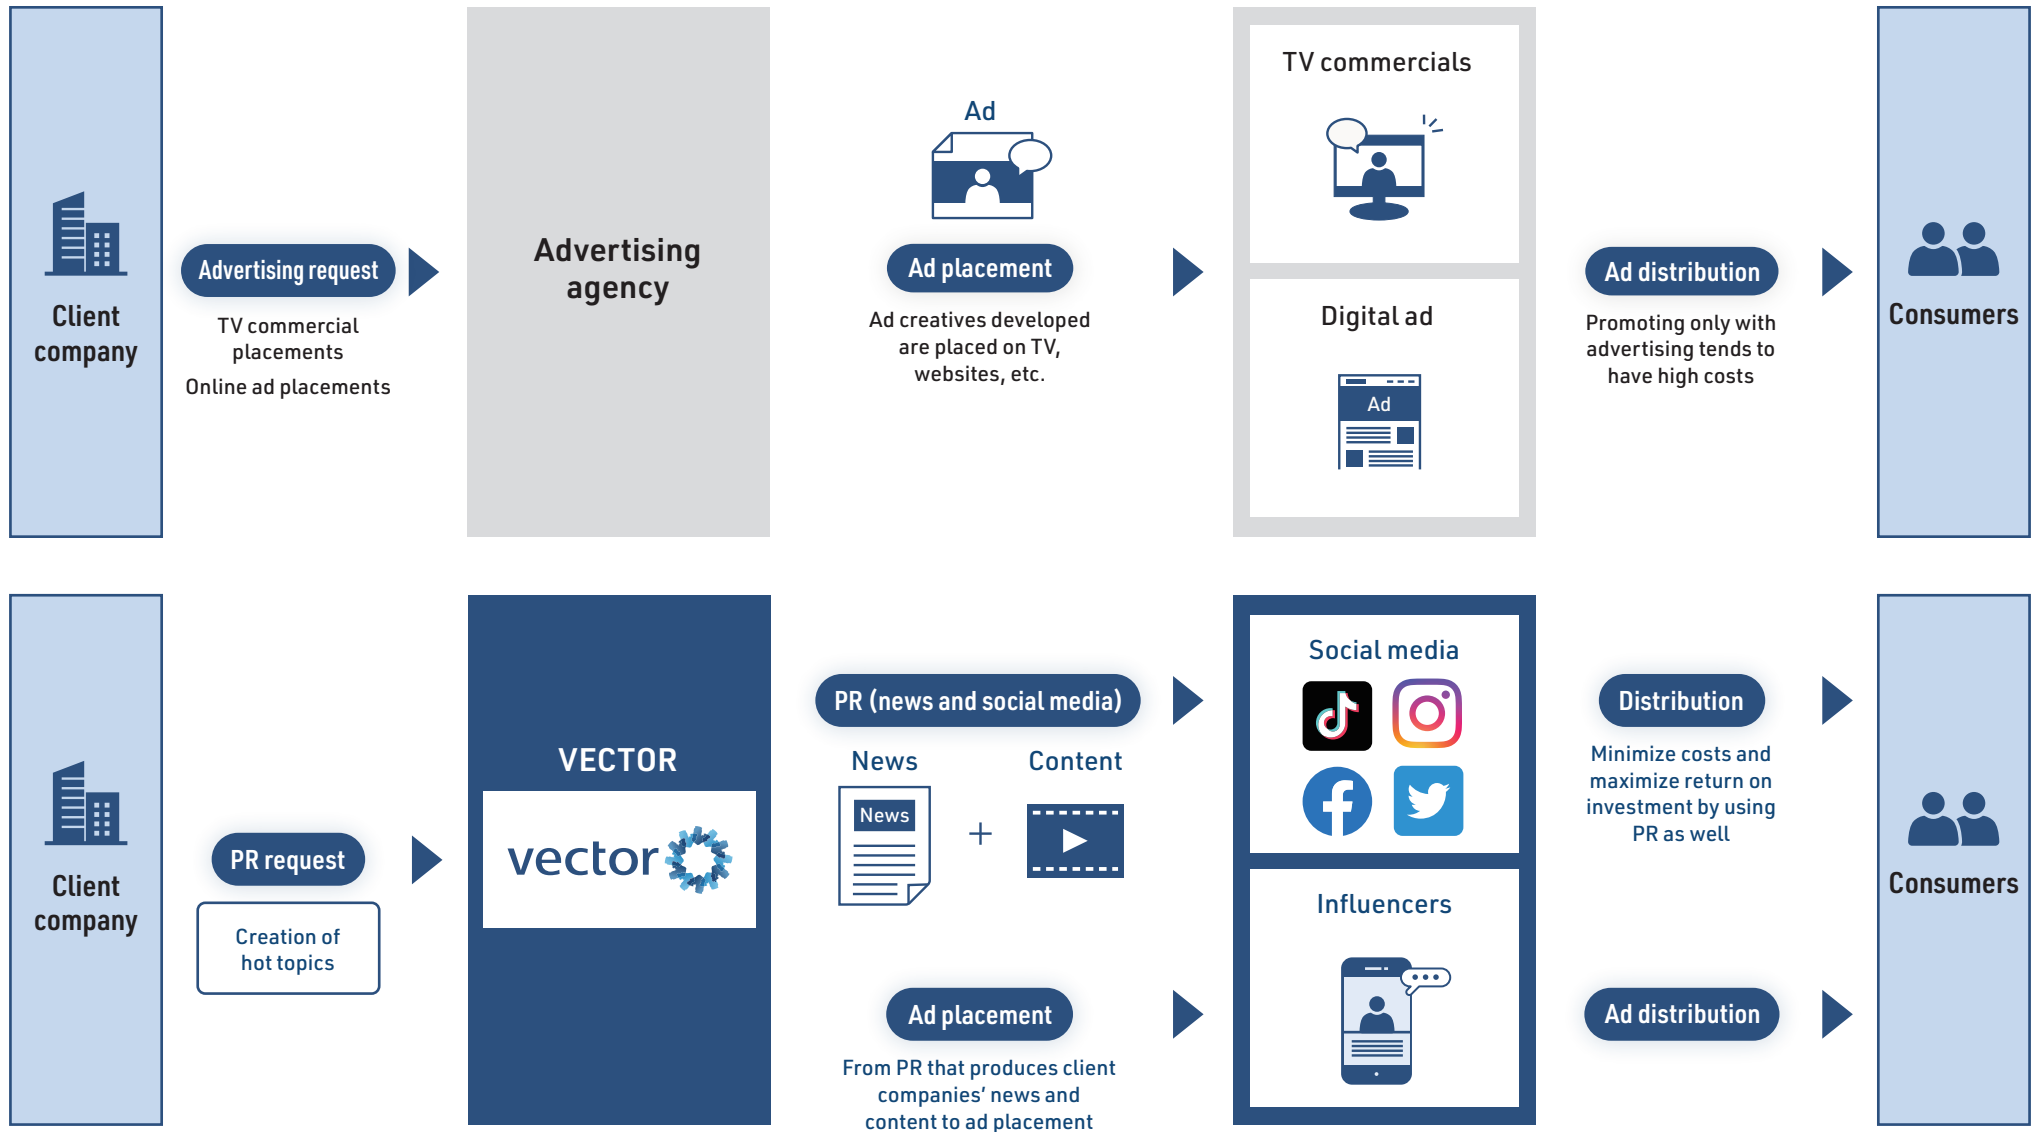 Client
company
Advertising request
TV commercial
placements
Online ad placements
Advertising
agency
Ad
Ad placement
Ad creatives developed
are placed on TV,
websites, etc.
TV commercials
Digital ad
Ad
Ad distribution
Promoting only with
advertising tends to
have high costs
Consumers
Client
company
PR request
Creation of
hot topics
VECTOR
vector
PR (news and social media)
News
News
+
Content
Ad placement
From PR that produces client
companies’ news and
content to ad placement
Social media
Influencers
Distribution
Minimize costs and
maximize return on
investment by using
PR as well
Ad distribution
Consumers